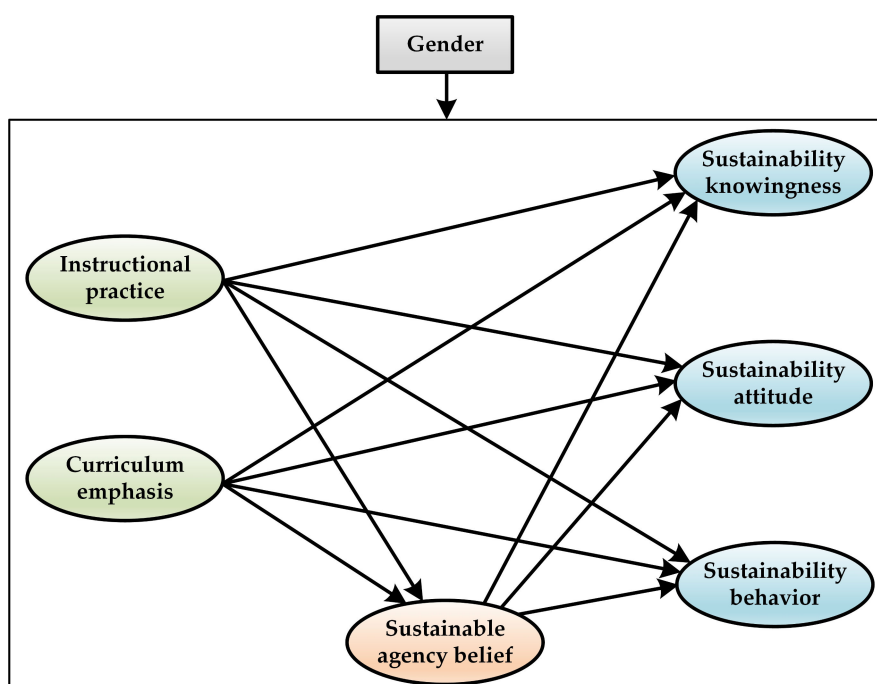 Gender
Sustainability
knowingness
Instructional
practice
Sustainability
attitude
Curriculum
emphasis
Sustainability
behavior
Sustainable
agency belief